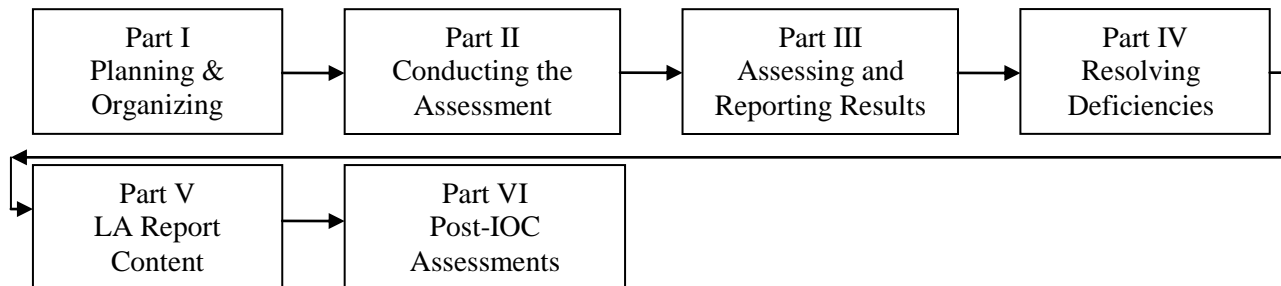 Part I
Planning &
Organizing
Part II
Conducting the
Assessment
Part III
Assessing and
Reporting Results
Part IV
Resolving
Deficiencies
Part V
LA Report
Content
Part VI
Post-IOC
Assessments